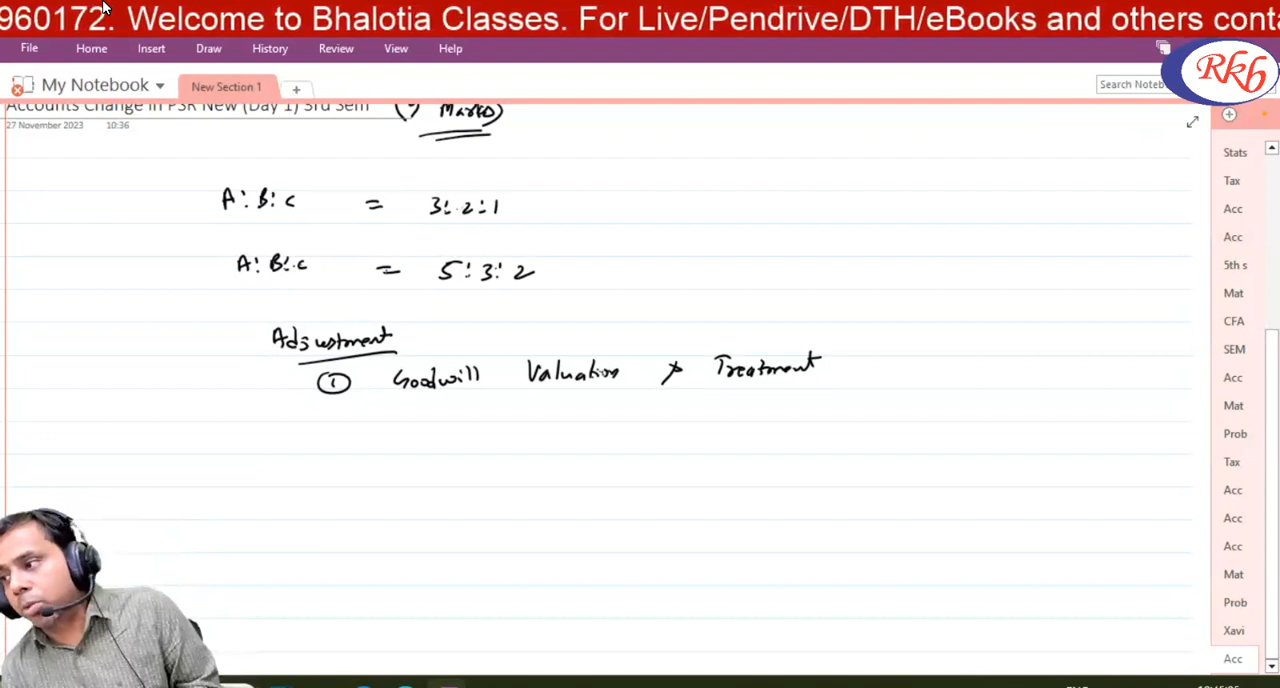 960172. Welcome to Bhalotia Classes. For Live/Pendrive/DTH/eBooks and others conta
File Home Insert Draw History Review View Help
Rkb
My Notebook New Section 1 +
Search Noteb
Accounts Change in PSR New (Day 1) 3rd Sem
Marks)
27 November 2023 10:36
A:B:C = 3:2:1
A:B:C = 5:3:2
Adjustment
① Goodwill Valuation & Treatment
Stats
Tax
Acc
Acc
5th s
Mat
CFA
SEM
Acc
Mat
Prob
Tax
Acc
Acc
Acc
Mat
Prob
Xavi
Acc